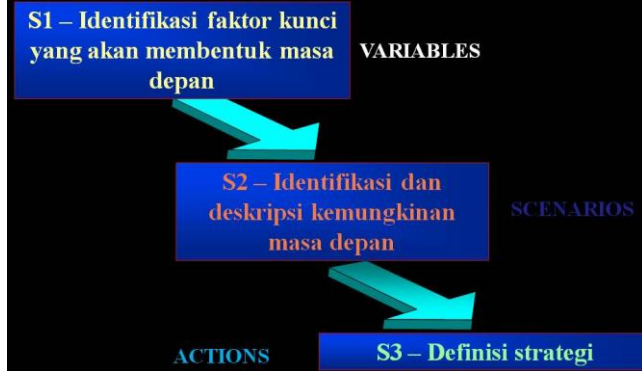 S1 – Identifikasi faktor kunci
yang akan membentuk masa
depan
VARIABLES
S2 – Identifikasi dan
deskripsi kemungkinan
masa depan
SCENARIOS
ACTIONS
S3 – Definisi strategi